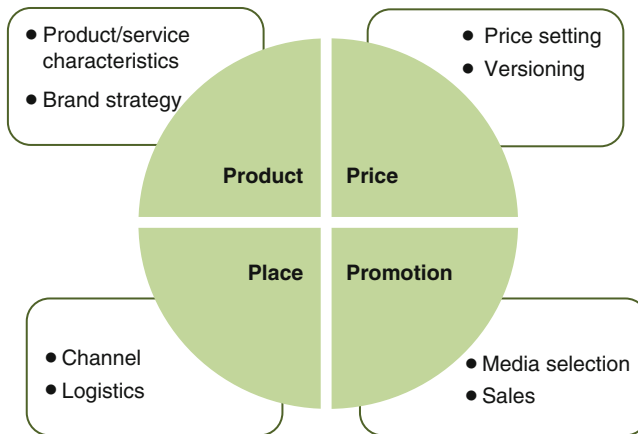 ● Product/service
characteristics
● Brand strategy
● Price setting
● Versioning
Product
Price
Place
Promotion
● Channel
● Logistics
● Media selection
● Sales